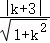 |k+3|
√1+k²